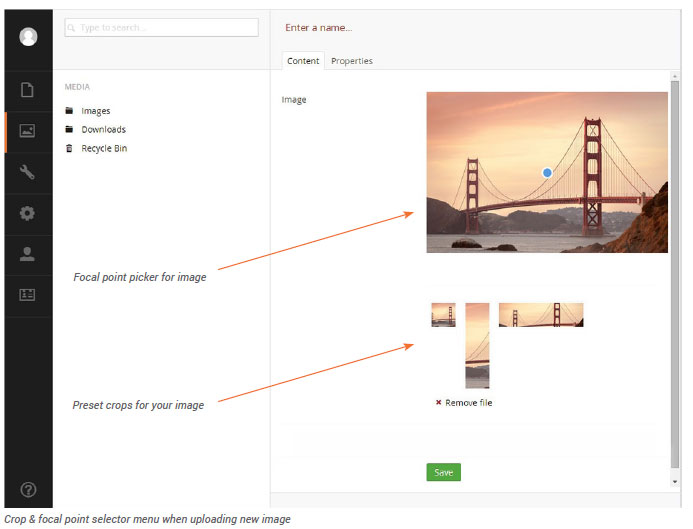 Type to search...
Enter a name...
Content
Properties
MEDIA
Images
Downloads
Recycle Bin
Image
Focal point picker for image
Preset crops for your image
Remove file
Save
Crop & focal point selector menu when uploading new image